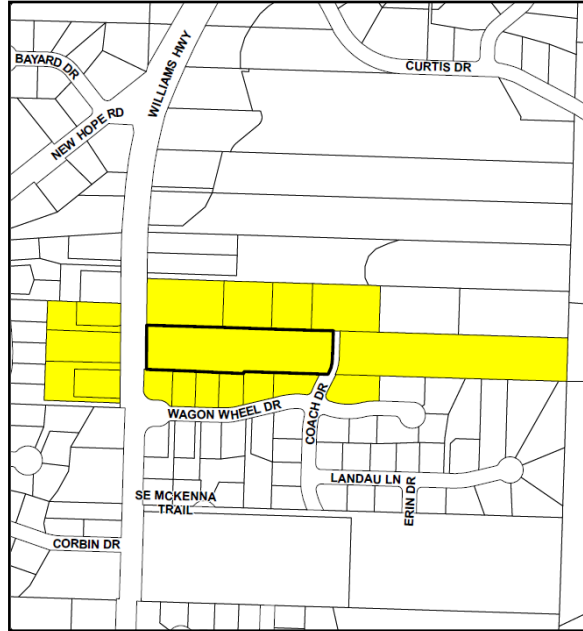 BAYARD DR
WILLIAMS HWY
CURTIS DR
NEW HOPE RD
WAGON WHEEL DR
COACH DR
LANDAU LN
ERIN DR
SE MCKENNA
TRAIL
CORBIN DR